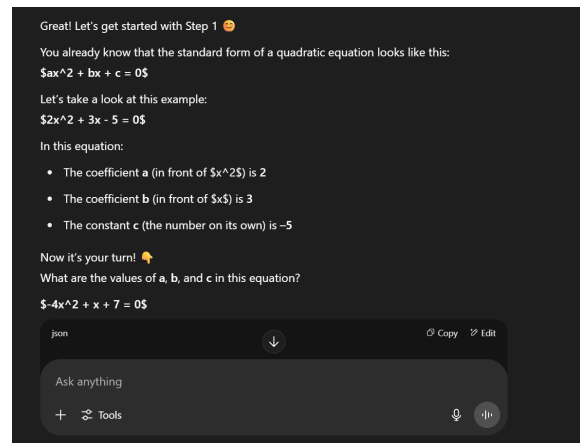 Great! Let's get started with Step 1 😊
You already know that the standard form of a quadratic equation looks like this:
$ax^2 + bx + c = 0$
Let's take a look at this example:
$2x^2 + 3x - 5 = 0$
In this equation:
• The coefficient a (in front of $x^2$) is 2
• The coefficient b (in front of $x$) is 3
• The constant c (the number on its own) is –5
Now it's your turn! 👇
What are the values of a, b, and c in this equation?
$-4x^2 + x + 7 = 0$
json Copy Edit
Ask anything
Tools